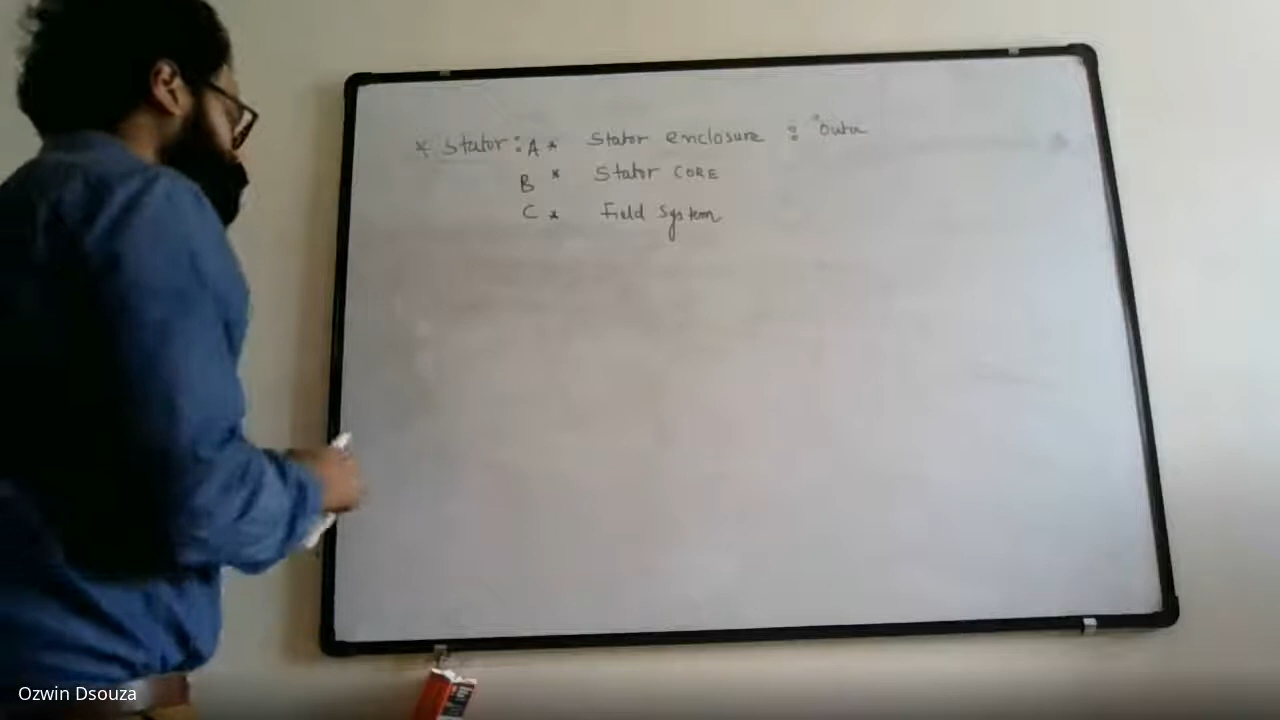 * Stator : A * Stator enclosure : "Outer
B * Stator CORE
C * Field System
Ozwin Dsouza